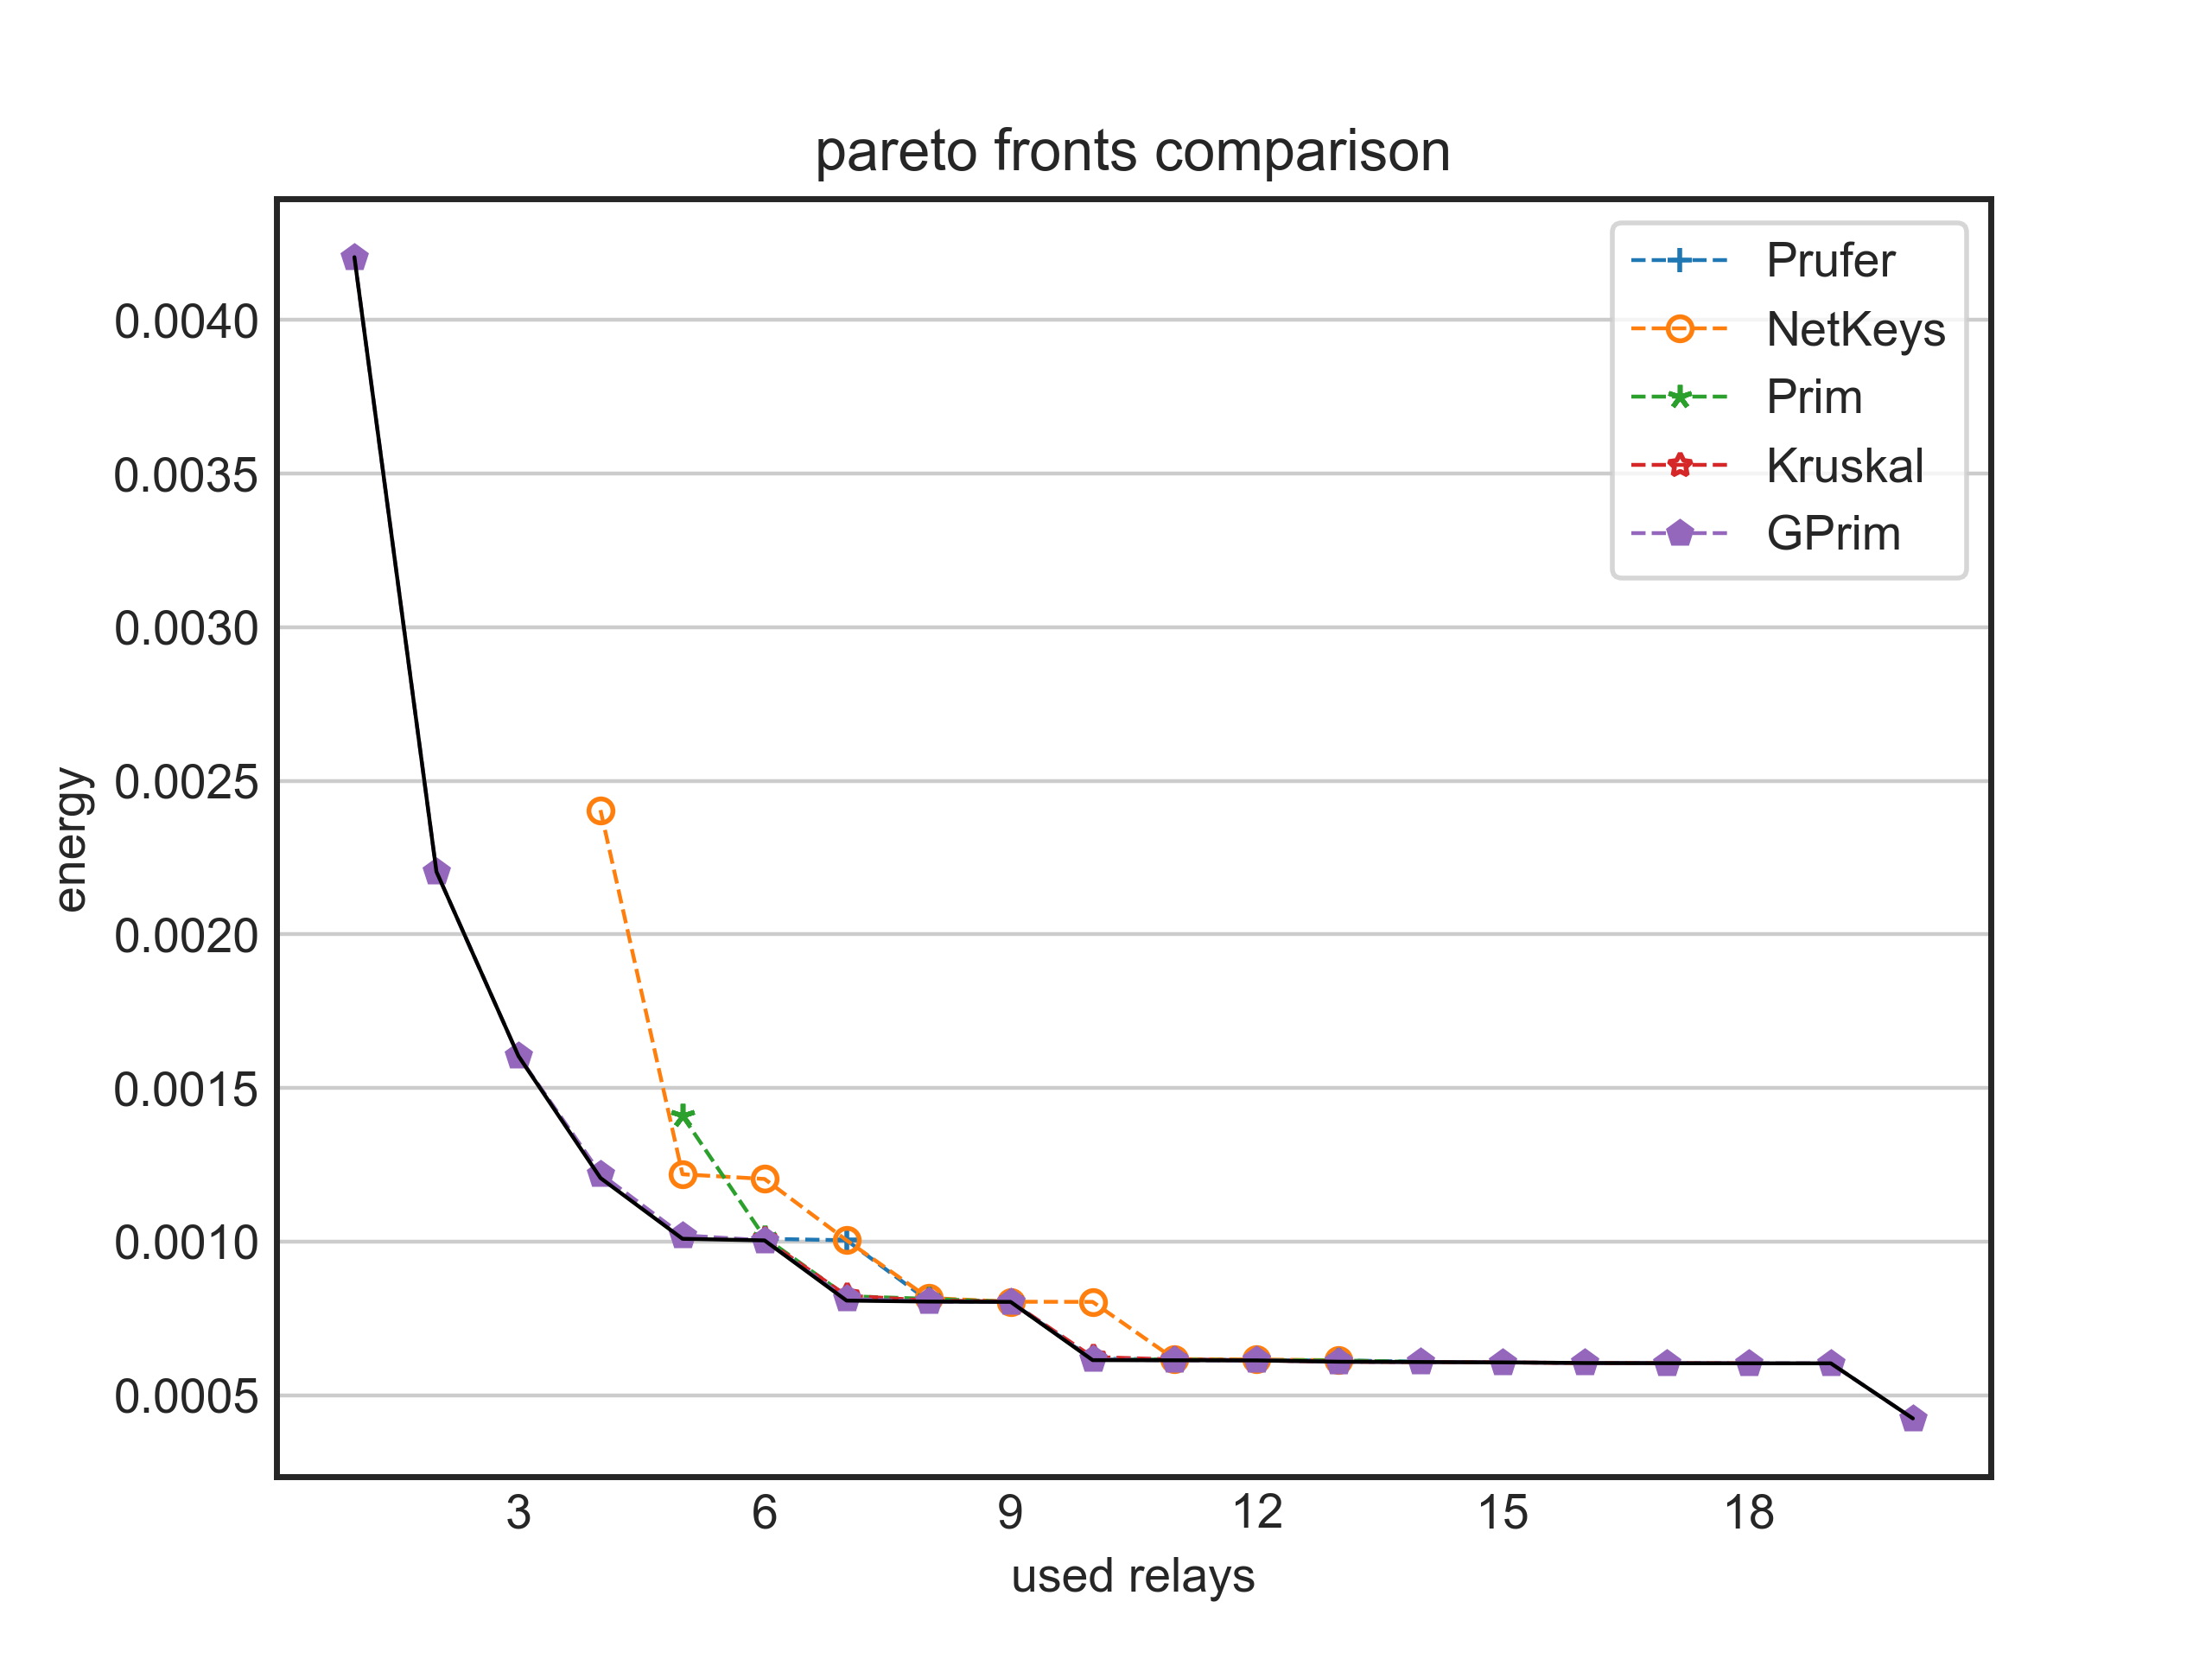 pareto fronts comparison
Prufer
NetKeys
Prim
Kruskal
GPrim
0.0040
0.0035
0.0030
0.0025
0.0020
0.0015
0.0010
0.0005
energy
3 6 9 12 15 18
used relays